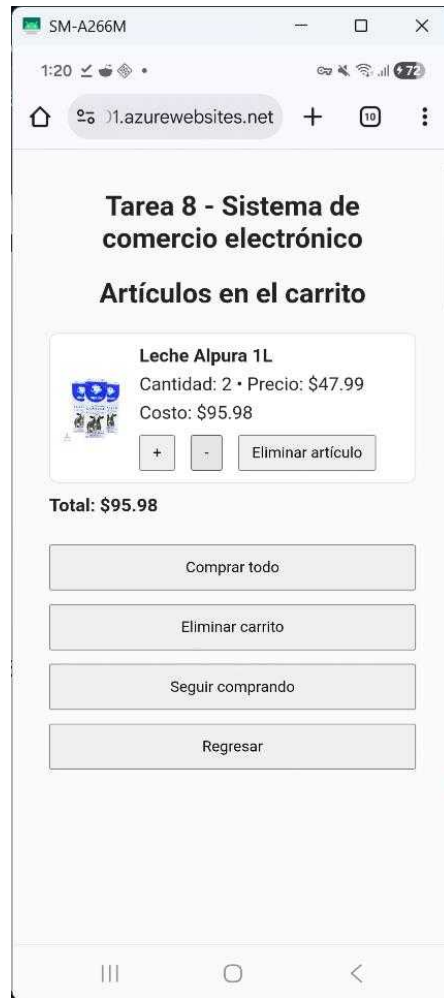 SM-A266M
1:20
72
01.azurewebsites.net
10
Tarea 8 - Sistema de
comercio electrónico
Artículos en el carrito
Leche Alpura 1L
Cantidad: 2 • Precio: $47.99
Costo: $95.98
+ - Eliminar artículo
Total: $95.98
Comprar todo
Eliminar carrito
Seguir comprando
Regresar